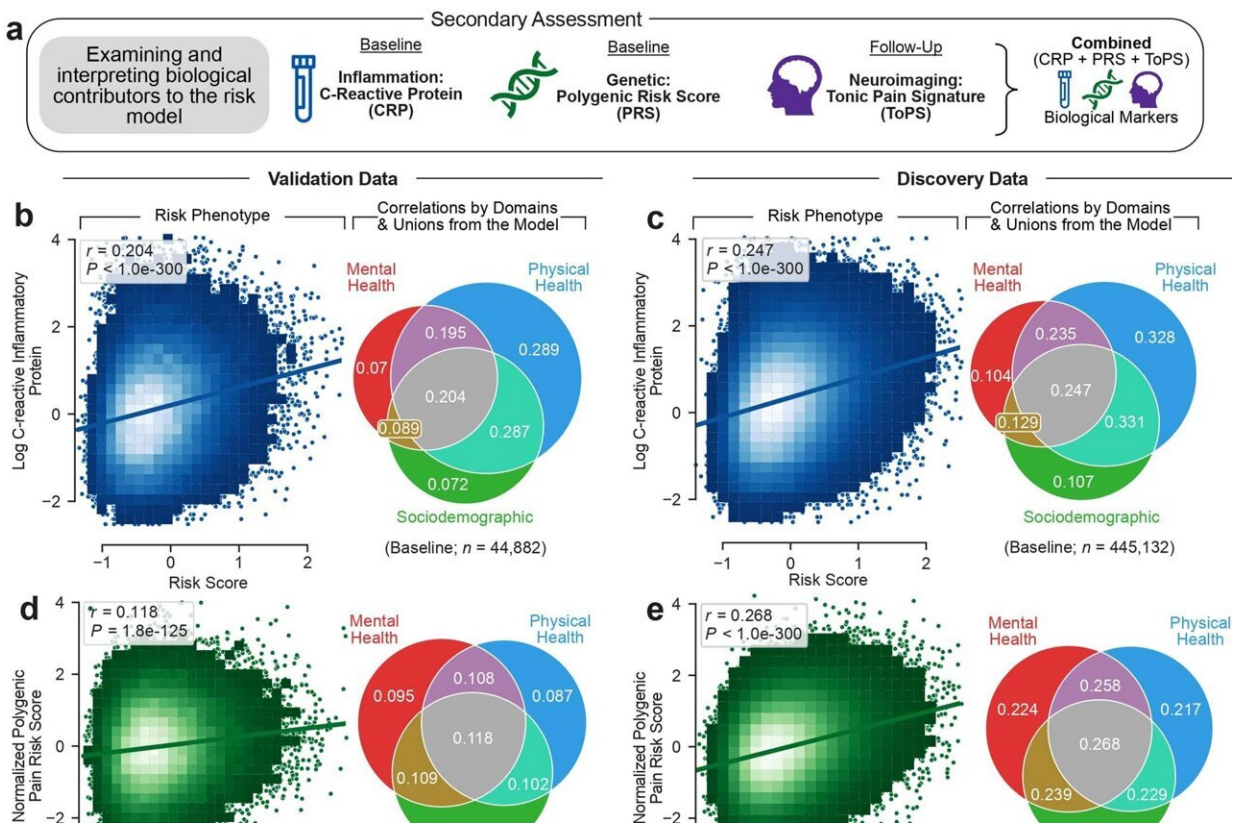 a
Secondary Assessment
Examining and
interpreting biological
contributors to the risk
model
Baseline
Inflammation:
C-Reactive Protein
(CRP)
Baseline
Genetic:
Polygenic Risk Score
(PRS)
Follow-Up
Neuroimaging:
Tonic Pain Signature
(ToPS)
Combined
(CRP + PRS + ToPS)
Biological Markers
Validation Data
Discovery Data
b
Risk Phenotype
Correlations by Domains
& Unions from the Model
r = 0.204
P < 1.0e-300
Log C-reactive Inflammatory
Protein
4
2
0
−2
−1
0
1
2
Risk Score
Mental
Health
Physical
Health
0.195
0.289
0.07
0.204
0.089
0.287
0.072
Sociodemographic
(Baseline; n = 44,882)
c
Risk Phenotype
Correlations by Domains
& Unions from the Model
r = 0.247
P < 1.0e-300
Log C-reactive Inflammatory
Protein
4
2
0
−2
−1
0
1
2
Risk Score
Mental
Health
Physical
Health
0.235
0.328
0.104
0.247
0.129
0.331
0.107
Sociodemographic
(Baseline; n = 445,132)
d
r = 0.118
P = 1.8e-125
Normalized Polygenic
Pain Risk Score
4
2
0
−2
Mental
Health
Physical
Health
0.108
0.095
0.087
0.118
0.109
0.102
e
r = 0.268
P < 1.0e-300
Normalized Polygenic
Pain Risk Score
4
2
0
−2
Mental
Health
Physical
Health
0.258
0.224
0.217
0.268
0.239
0.229